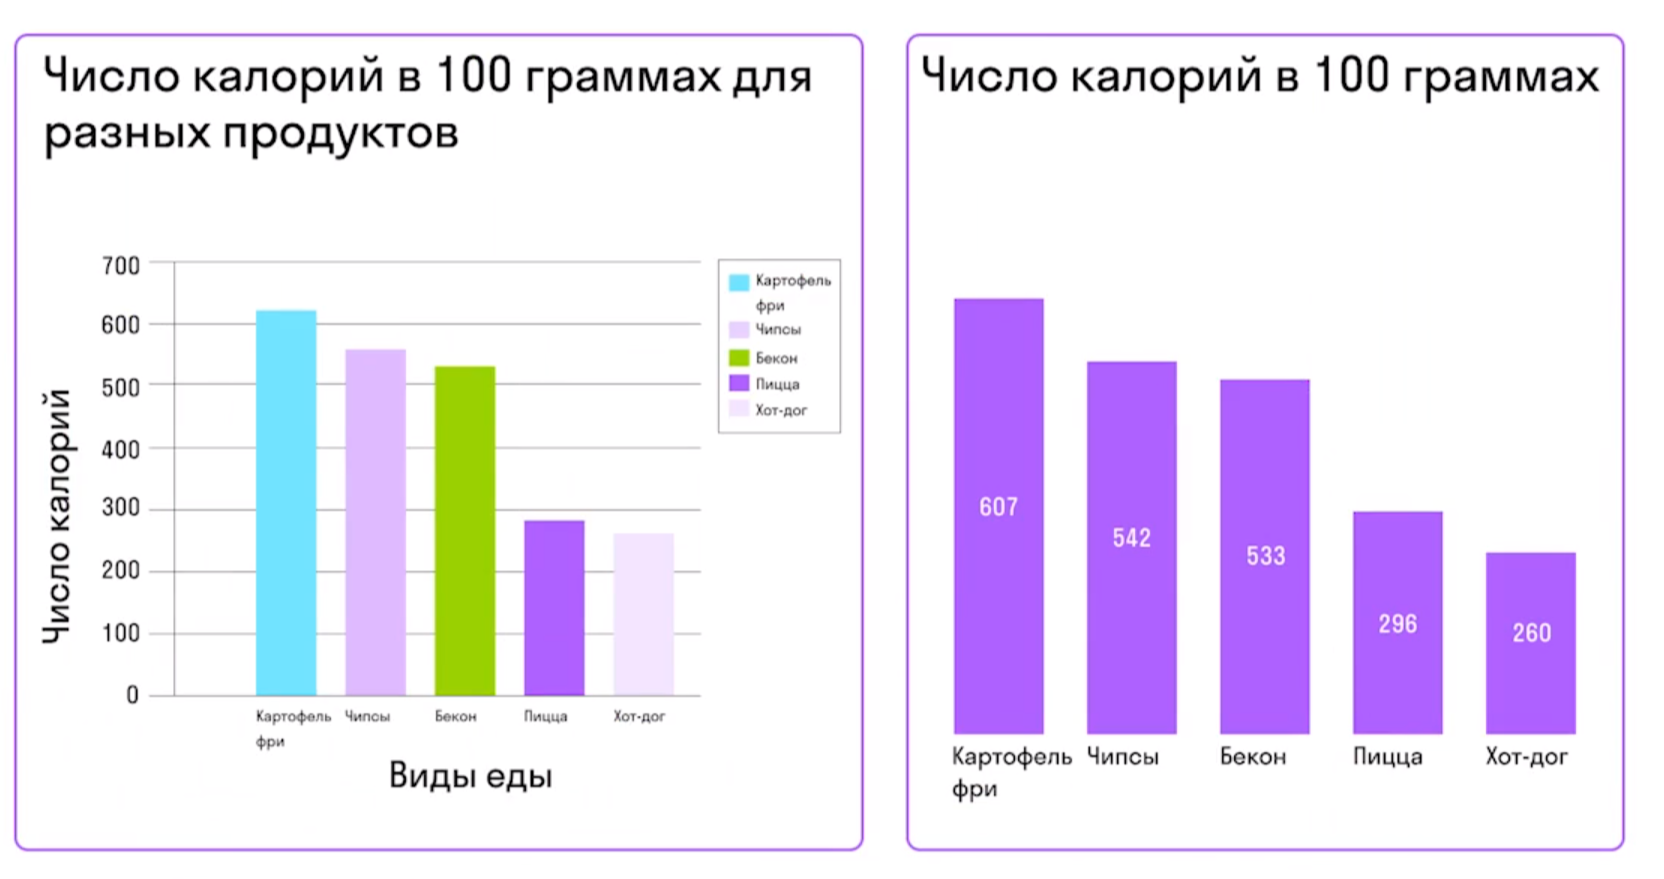 Число калорий в 100 граммах для
разных продуктов
700
600
500
400
300
200
100
0
Число калорий
Картофель
фри
Чипсы
Бекон
Пицца
Хот-дог
Виды еды
Картофель
фри
Чипсы
Бекон
Пицца
Хот-дог
Число калорий в 100 граммах
607
542
533
296
260
Картофель
фри
Чипсы
Бекон
Пицца
Хот-дог